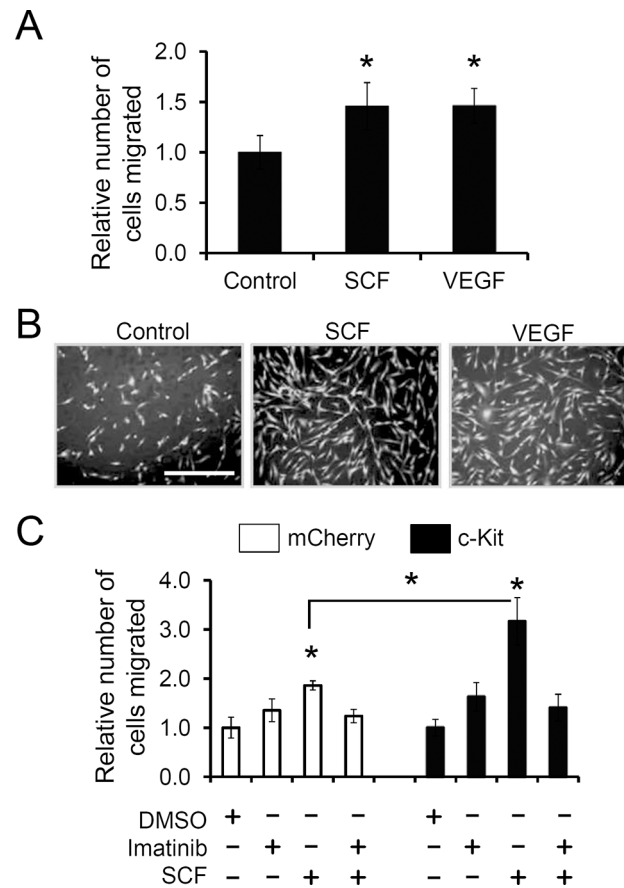 A
Relative number of
cells migrated
2.0
*
*
1.5
1.0
0.5
0.0
Control SCF VEGF
B
Control SCF VEGF
C
mCherry c-Kit
Relative number of
cells migrated
4.0
*
*
3.0
*
2.0
1.0
0.0
DMSO + − − − + − − −
Imatinib − + − + − + − +
SCF − − + + − − + +